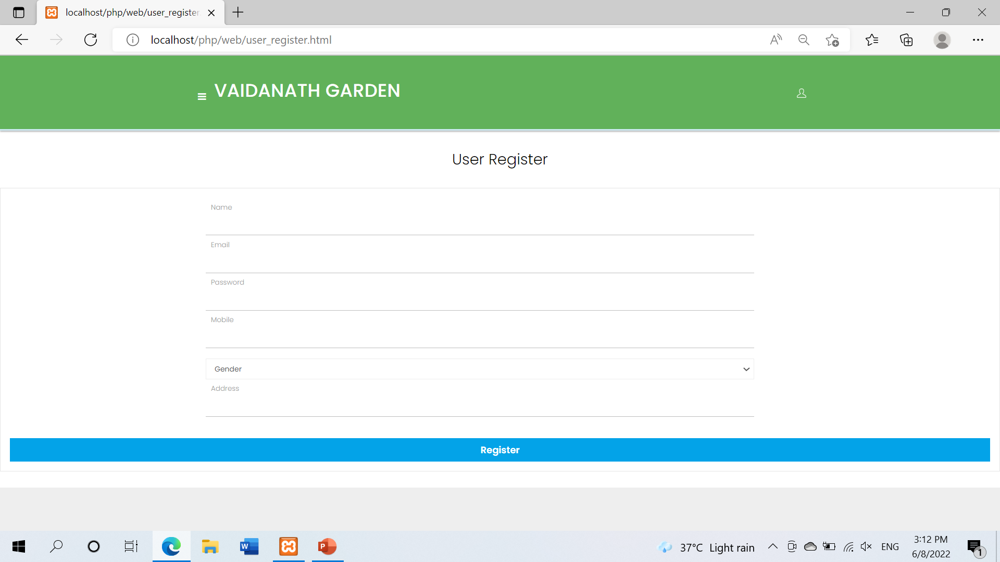 localhost/php/web/user_register
localhost/php/web/user_register.html
VAIDANATH GARDEN
User Register
Name
Email
Password
Mobile
Gender
Address
Register
37°C Light rain
ENG
3:12 PM
6/8/2022
1